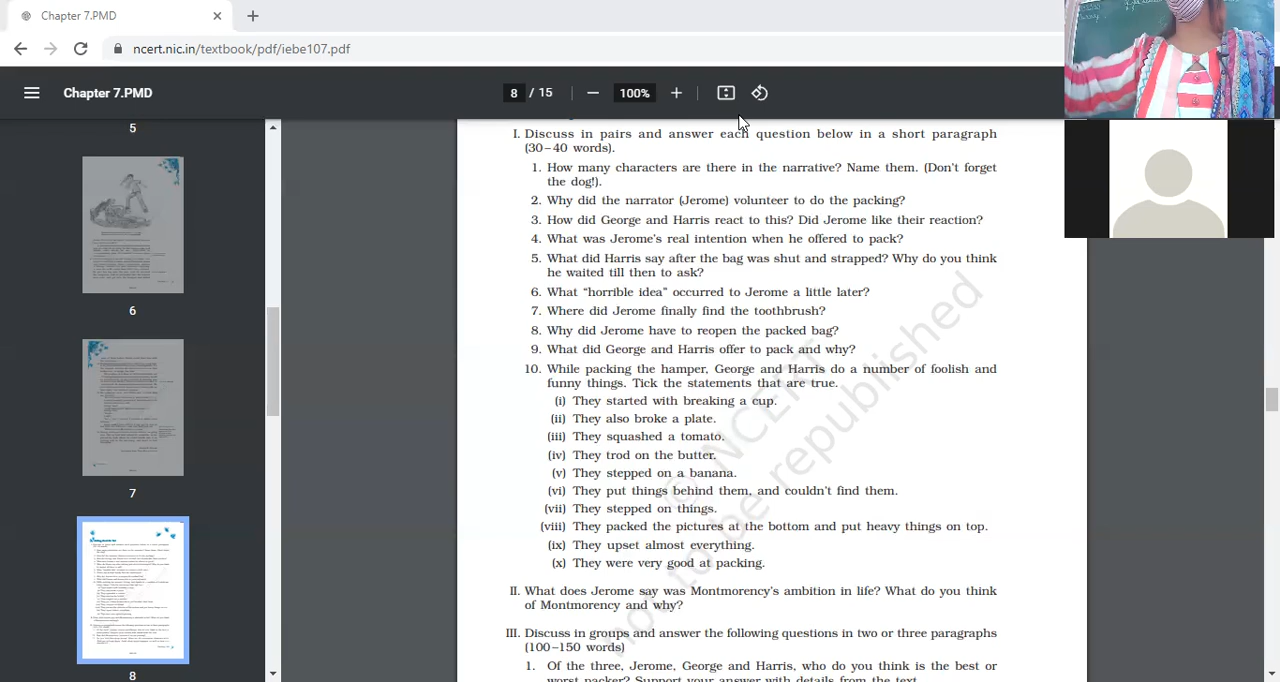 Chapter 7.PMD
ncert.nic.in/textbook/pdf/iebe107.pdf
Chapter 7.PMD
8 / 15
100%
5
6
7
8
I. Discuss in pairs and answer each question below in a short paragraph
(30–40 words).
1. How many characters are there in the narrative? Name them. (Don't forget
the dog!).
2. Why did the narrator (Jerome) volunteer to do the packing?
3. How did George and Harris react to this? Did Jerome like their reaction?
4. What was Jerome's real intention when he offered to pack?
5. What did Harris say after the bag was shut and strapped? Why do you think
he waited till then to ask?
6. What “horrible idea” occurred to Jerome a little later?
7. Where did Jerome finally find the toothbrush?
8. Why did Jerome have to reopen the packed bag?
9. What did George and Harris offer to pack and why?
10. While packing the hamper, George and Harris do a number of foolish and
funny things. Tick the statements that are true.
(i) They started with breaking a cup.
(ii) They also broke a plate.
(iii) They squashed a tomato.
(iv) They trod on the butter.
(v) They stepped on a banana.
(vi) They put things behind them, and couldn't find them.
(vii) They stepped on things.
(viii) They packed the pictures at the bottom and put heavy things on top.
(ix) They upset almost everything.
(x) They were very good at packing.
II. What does Jerome say was Montmorency's ambition in life? What do you think
of Montmorency and why?
III. Discuss in groups and answer the following questions in two or three paragraphs
(100–150 words)
1. Of the three, Jerome, George and Harris, who do you think is the best or
worst packer? Support your answer with details from the text.
© NCERT
be republished